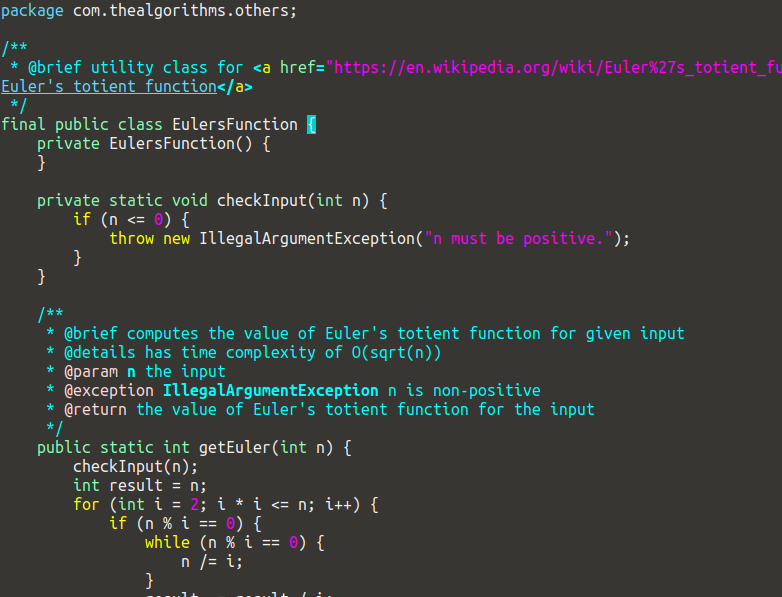 package com.thealgorithms.others;

/**
 * @brief utility class for <a href="https://en.wikipedia.org/wiki/Euler%27s_totient_fu
Euler's totient function</a>
 */
final public class EulersFunction {
    private EulersFunction() {
    }

    private static void checkInput(int n) {
        if (n <= 0) {
            throw new IllegalArgumentException("n must be positive.");
        }
    }

    /**
     * @brief computes the value of Euler's totient function for given input
     * @details has time complexity of O(sqrt(n))
     * @param n the input
     * @exception IllegalArgumentException n is non-positive
     * @return the value of Euler's totient function for the input
     */
    public static int getEuler(int n) {
        checkInput(n);
        int result = n;
        for (int i = 2; i * i <= n; i++) {
            if (n % i == 0) {
                while (n % i == 0) {
                    n /= i;
                }